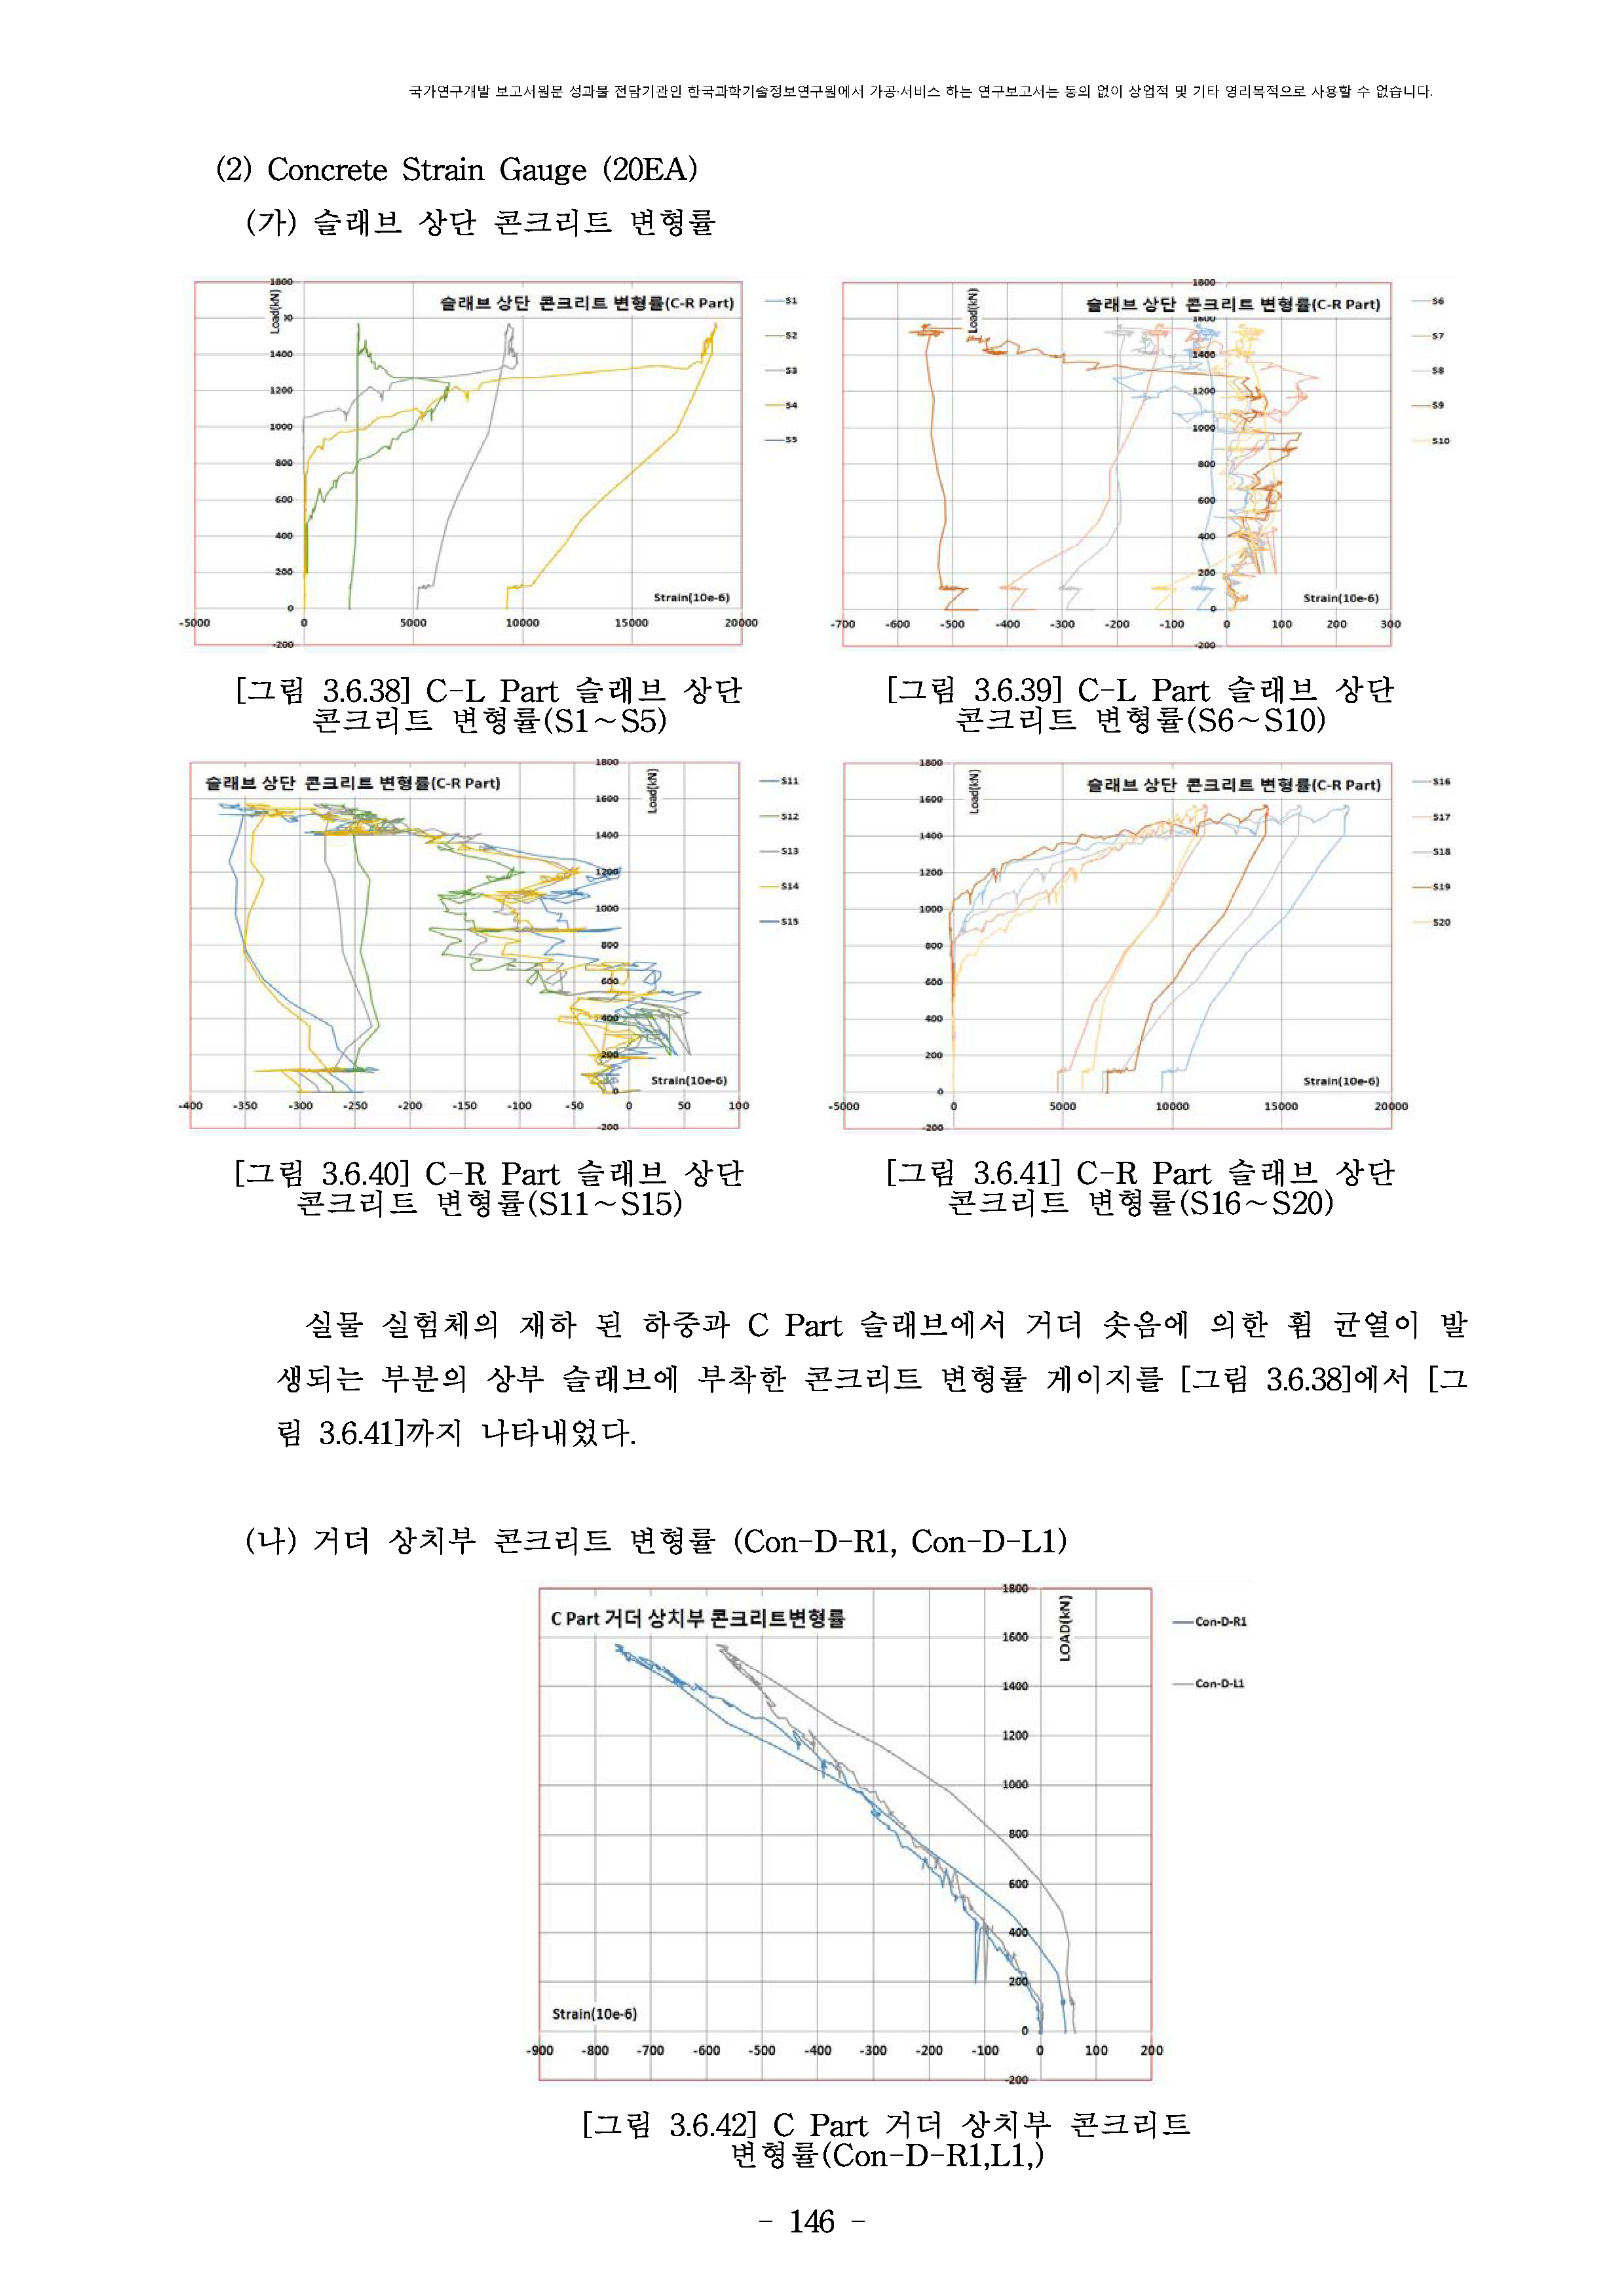 국가연구개발 보고서원문 성과물 전담기관인 한국과학기술정보연구원에서 가공·서비스 하는 연구보고서는 동의 없이 상업적 및 기타 영리목적으로 사용할 수 없습니다.
(2) Concrete Strain Gauge (20EA)
(가) 슬래브 상단 콘크리트 변형률
슬래브 상단 콘크리트 변형률(C-R Part)
Load(kN)
1800
1400
1200
1000
800
600
400
200
0
-200
-5000 0 5000 10000 15000 20000
Strain(10e-6)
S1
S2
S3
S4
S5
슬래브 상단 콘크리트 변형률(C-R Part)
Load(kN)
1800
1600
1400
1200
1000
800
600
400
200
0
-200
-700 -600 -500 -400 -300 -200 -100 0 100 200 300
Strain(10e-6)
S6
S7
S8
S9
S10
[그림 3.6.38] C-L Part 슬래브 상단
콘크리트 변형률(S1～S5)
[그림 3.6.39] C-L Part 슬래브 상단
콘크리트 변형률(S6～S10)
슬래브 상단 콘크리트 변형률(C-R Part)
Load(kN)
1800
1600
1400
1200
1000
800
600
400
200
0
-200
-400 -350 -300 -250 -200 -150 -100 -50 0 50 100
Strain(10e-6)
S11
S12
S13
S14
S15
슬래브 상단 콘크리트 변형률(C-R Part)
Load(kN)
1800
1600
1400
1200
1000
800
600
400
200
0
-200
-5000 0 5000 10000 15000 20000
Strain(10e-6)
S16
S17
S18
S19
S20
[그림 3.6.40] C-R Part 슬래브 상단
콘크리트 변형률(S11～S15)
[그림 3.6.41] C-R Part 슬래브 상단
콘크리트 변형률(S16～S20)
실물 실험체의 재하 된 하중과 C Part 슬래브에서 거더 솟음에 의한 휨 균열이 발
생되는 부분의 상부 슬래브에 부착한 콘크리트 변형률 게이지를 [그림 3.6.38]에서 [그
림 3.6.41]까지 나타내었다.
(나) 거더 상치부 콘크리트 변형률 (Con-D-R1, Con-D-L1)
C Part 거더 상치부 콘크리트변형률
LOAD(kN)
1800
1600
1400
1200
1000
800
600
400
200
0
-200
-900 -800 -700 -600 -500 -400 -300 -200 -100 0 100 200
Strain(10e-6)
Con-D-R1
Con-D-L1
[그림 3.6.42] C Part 거더 상치부 콘크리트
변형률(Con-D-R1,L1,)
- 146 -